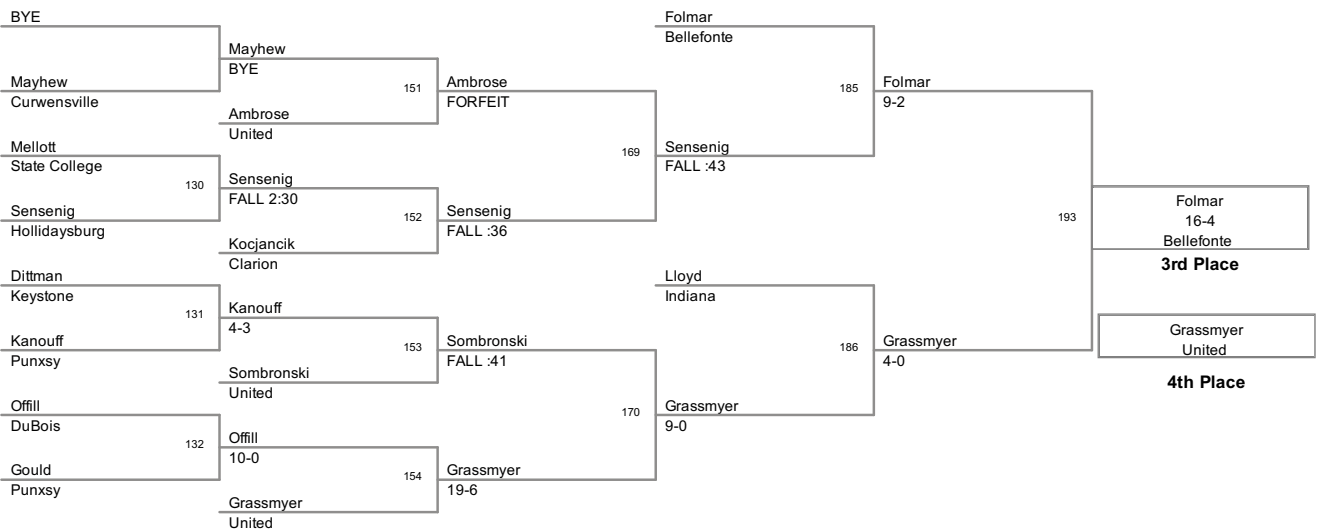 BYE
Mayhew
Curwensville
Mellott
State College
130
Sensenig
Hollidaysburg
Dittman
Keystone
131
Kanouff
Punxsy
Offill
DuBois
132
Gould
Punxsy
Mayhew
BYE
151
Ambrose
United
Sensenig
FALL 2:30
152
Kocjancik
Clarion
Kanouff
4-3
153
Sombronski
United
Offill
10-0
154
Grassmyer
United
Ambrose
FORFEIT
169
Sensenig
FALL :36
Sombronski
FALL :41
170
Grassmyer
19-6
Folmar
Bellefonte
185
Sensenig
FALL :43
Lloyd
Indiana
186
Grassmyer
9-0
Folmar
9-2
193
Grassmyer
4-0
Folmar
16-4
Bellefonte
3rd Place
Grassmyer
United
4th Place